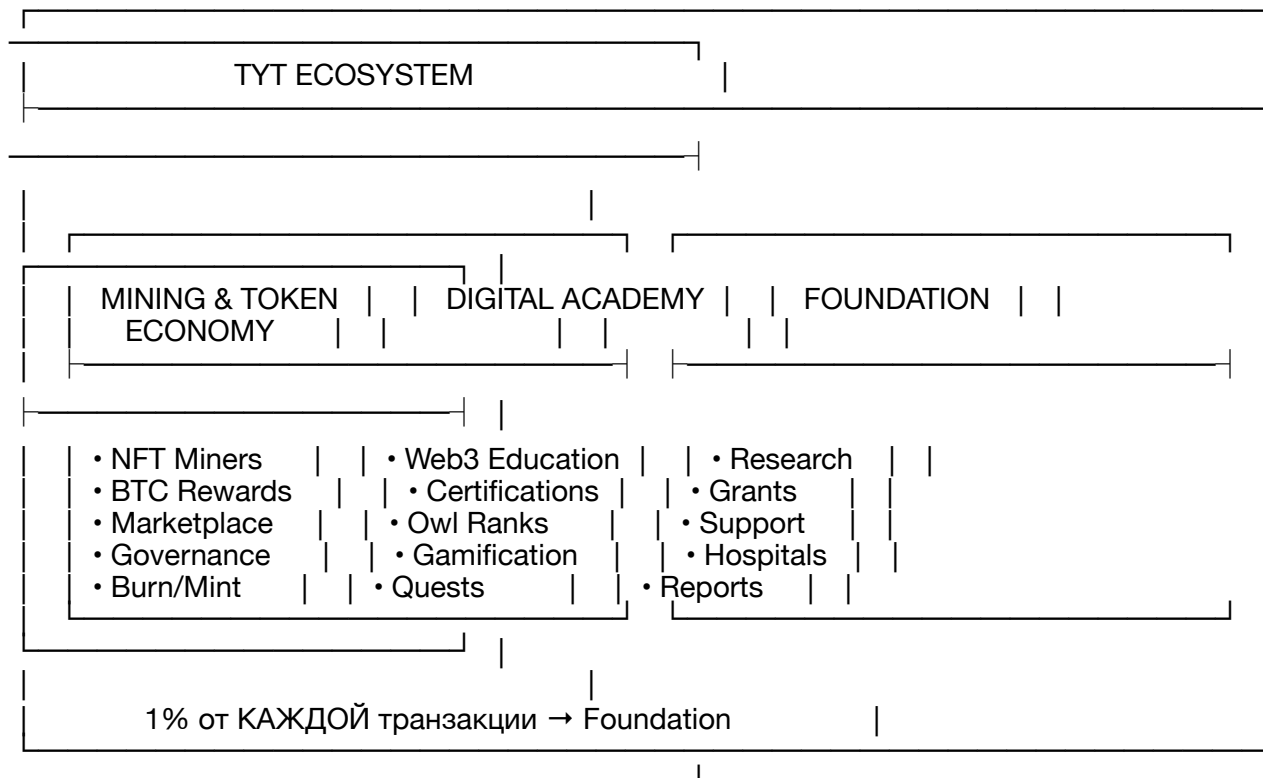 TYT ECOSYSTEM
MINING & TOKEN DIGITAL ACADEMY FOUNDATION
ECONOMY
• NFT Miners • Web3 Education • Research
• BTC Rewards • Certifications • Grants
• Marketplace • Owl Ranks • Support
• Governance • Gamification • Hospitals
• Burn/Mint • Quests • Reports
1% от КАЖДОЙ транзакции → Foundation